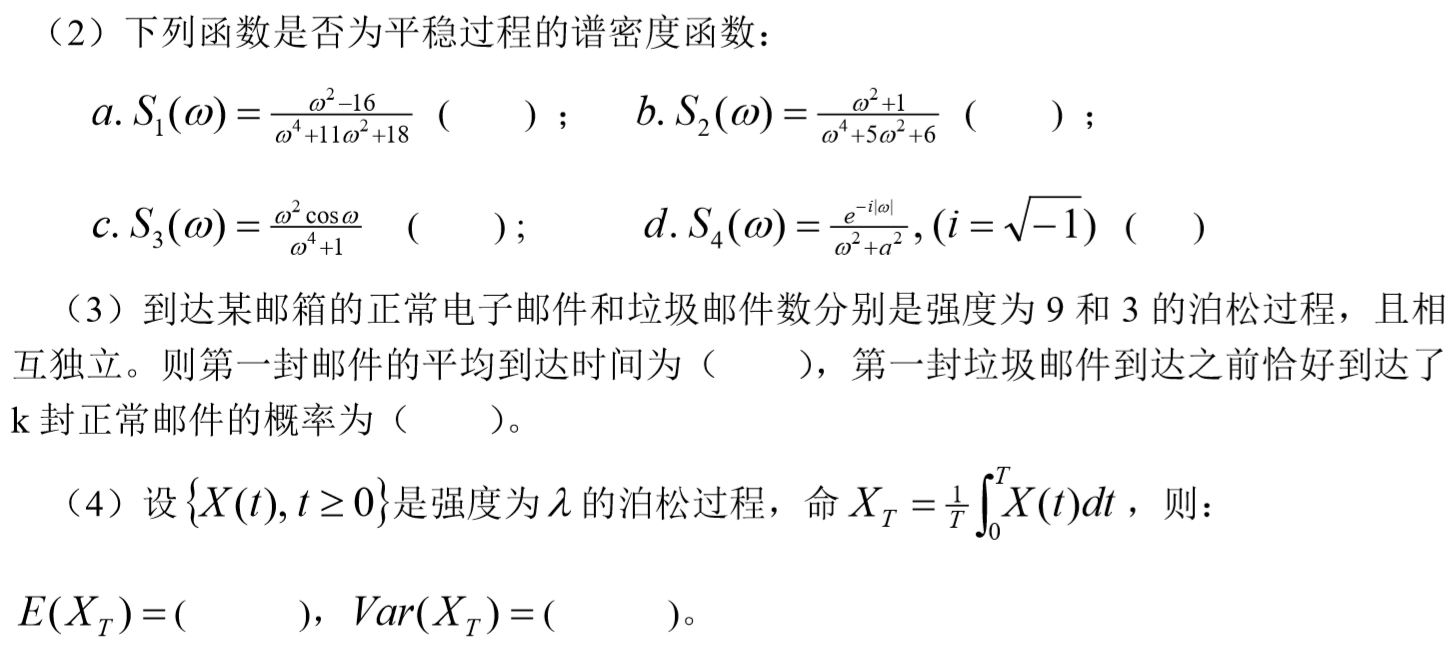 （2）下列函数是否为平稳过程的谱密度函数：
a. S₁(ω) = (ω²−16)/(ω⁴+11ω²+18) （　　）； b. S₂(ω) = (ω²+1)/(ω⁴+5ω²+6) （　　）；
c. S₃(ω) = (ω² cos ω)/(ω⁴+1) （　　）; d. S₄(ω) = e^{−i|ω|}/(ω²+a²), (i = √−1) （　　）
（3）到达某邮箱的正常电子邮件和垃圾邮件数分别是强度为 9 和 3 的泊松过程，且相
互独立。则第一封邮件的平均到达时间为（　　），第一封垃圾邮件到达之前恰好到达了
k 封正常邮件的概率为（　　）。
（4）设{X(t), t ≥ 0}是强度为 λ 的泊松过程，命 X_T = 1/T ∫₀ᵀ X(t)dt ，则：
E(X_T) = (　　)，Var(X_T) = (　　)。